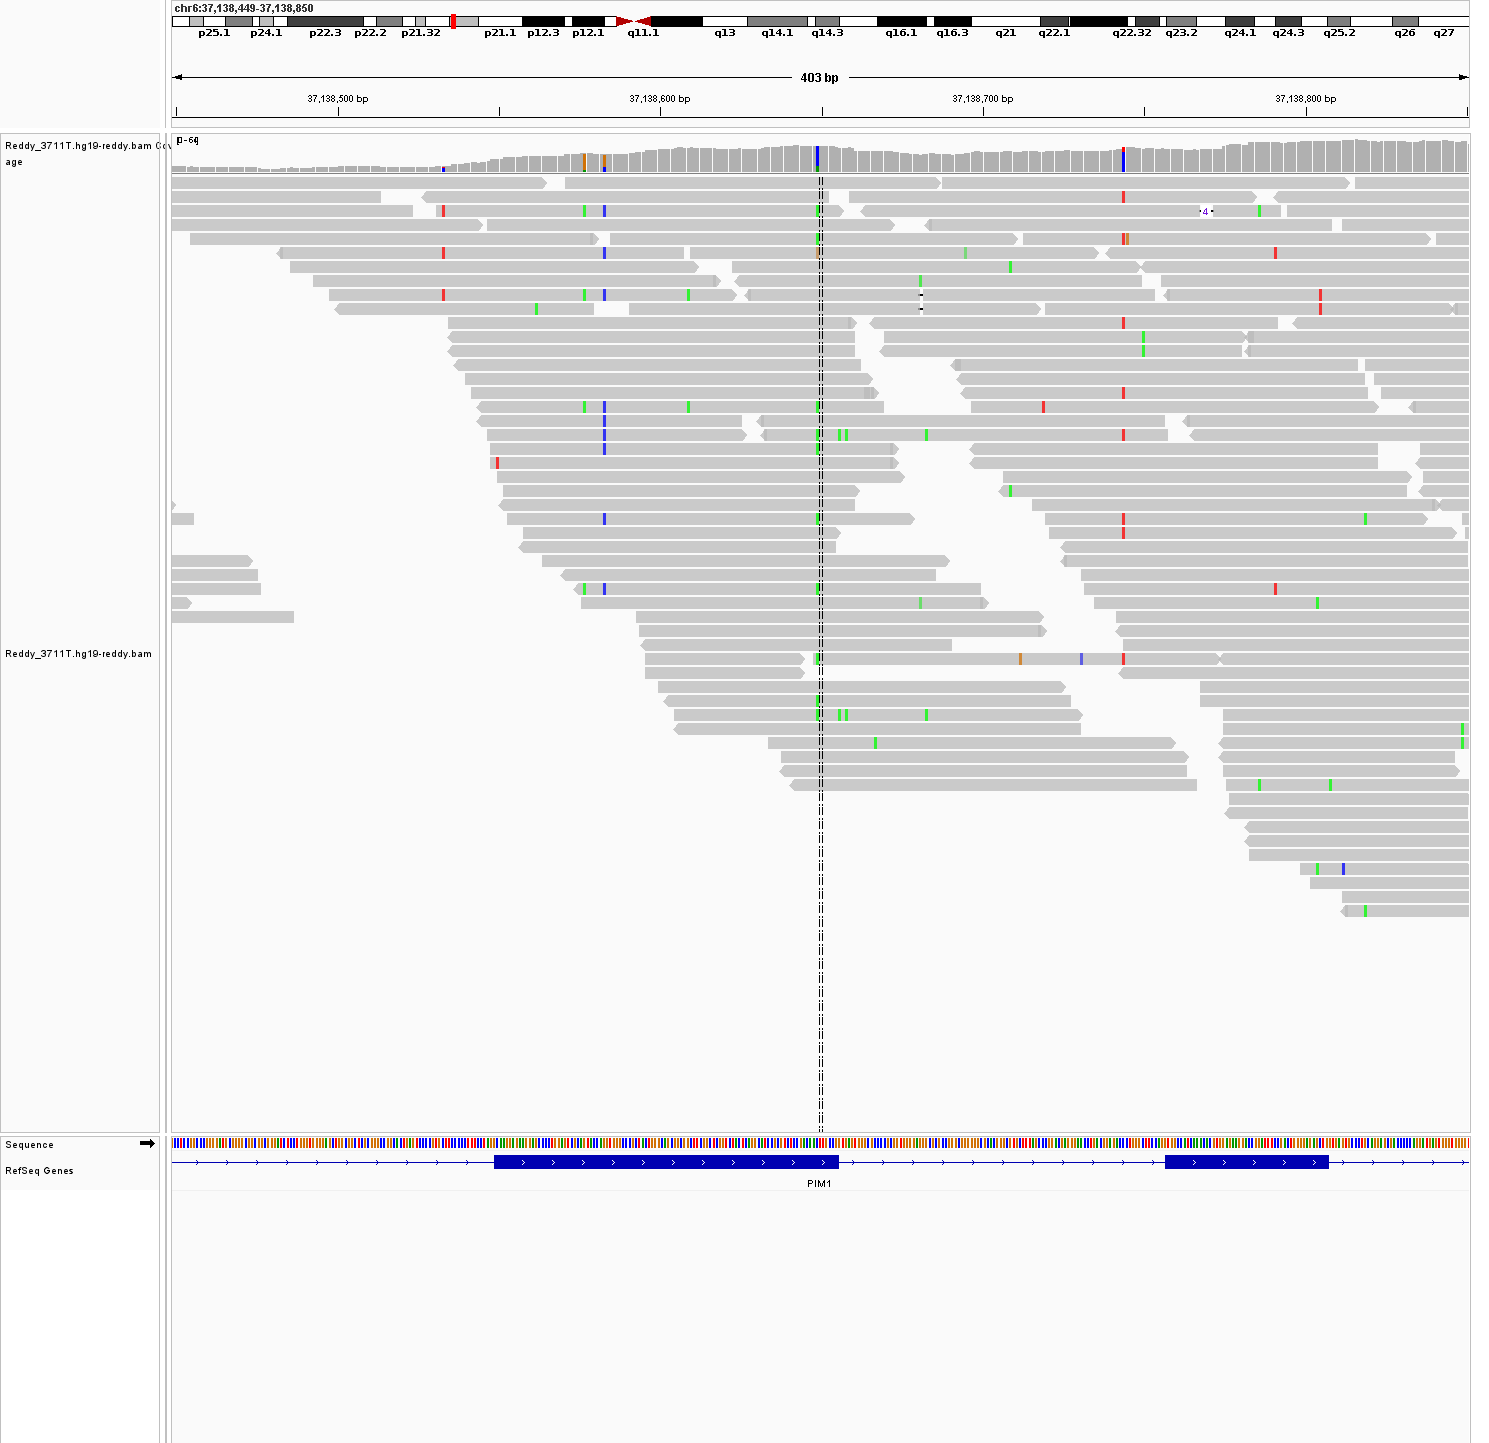 chr6:37,138,449-37,138,850
p25.1 p24.1 p22.3 p22.2 p21.32 p21.1 p12.3 p12.1 q11.1 q13 q14.1 q14.3 q16.1 q16.3 q21 q22.1 q22.32 q23.2 q24.1 q24.3 q25.2 q26 q27
403 bp
37,138,500 bp 37,138,600 bp 37,138,700 bp 37,138,800 bp
[0-64]
Reddy_3711T.hg19-reddy.bam Cov
age
4
Reddy_3711T.hg19-reddy.bam
Sequence
RefSeq Genes
PIM1